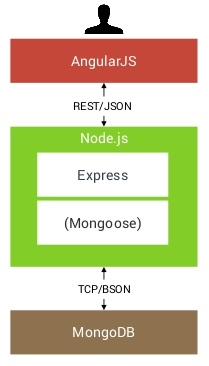 AngularJS
REST/JSON
Node.js
Express
(Mongoose)
TCP/BSON
MongoDB